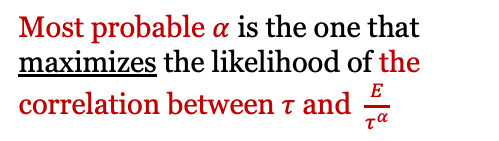 Most probable α is the one that
maximizes the likelihood of the
correlation between τ and E/τ^α